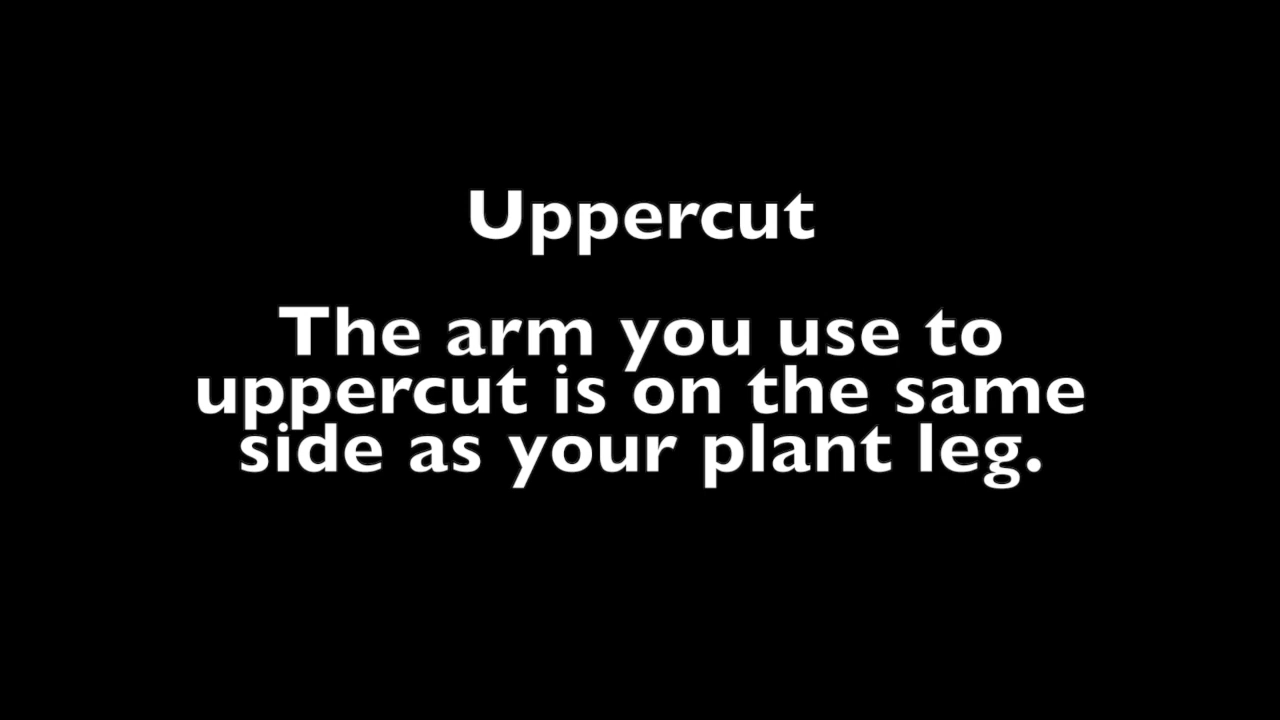 Uppercut
The arm you use to
uppercut is on the same
side as your plant leg.